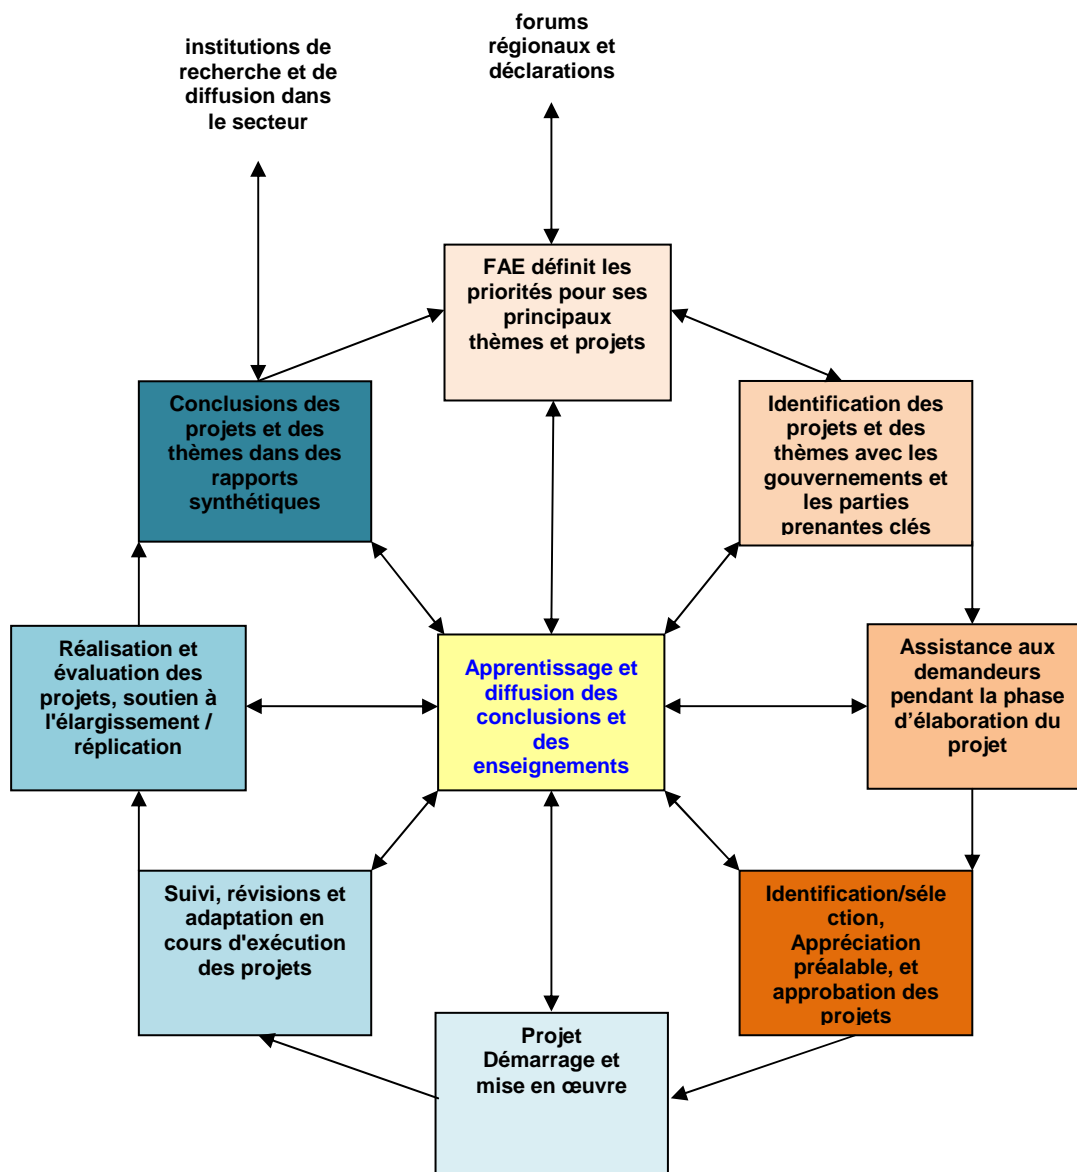 institutions de
recherche et de
diffusion dans
le secteur
forums
régionaux et
déclarations
FAE définit les
priorités pour ses
principaux
thèmes et projets
Conclusions des
projets et des
thèmes dans des
rapports
synthétiques
Identification des
projets et des
thèmes avec les
gouvernements et
les parties
prenantes clés
Réalisation et
évaluation des
projets, soutien à
l'élargissement /
réplication
Apprentissage et
diffusion des
conclusions et
des
enseignements
Assistance aux
demandeurs
pendant la phase
d’élaboration du
projet
Suivi, révisions et
adaptation en
cours d'exécution
des projets
Identification/séle
ction,
Appréciation
préalable, et
approbation des
projets
Projet
Démarrage et
mise en œuvre